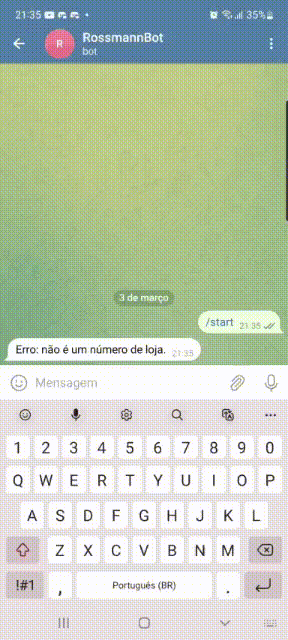 21:35
35%
R
RossmannBot
bot
3 de março
/start 21:35
Erro: não é um número de loja. 21:35
Mensagem
1 2 3 4 5 6 7 8 9 0
Q W E R T Y U I O P
A S D F G H J K L
Z X C V B N M
!#1 , Português (BR) .